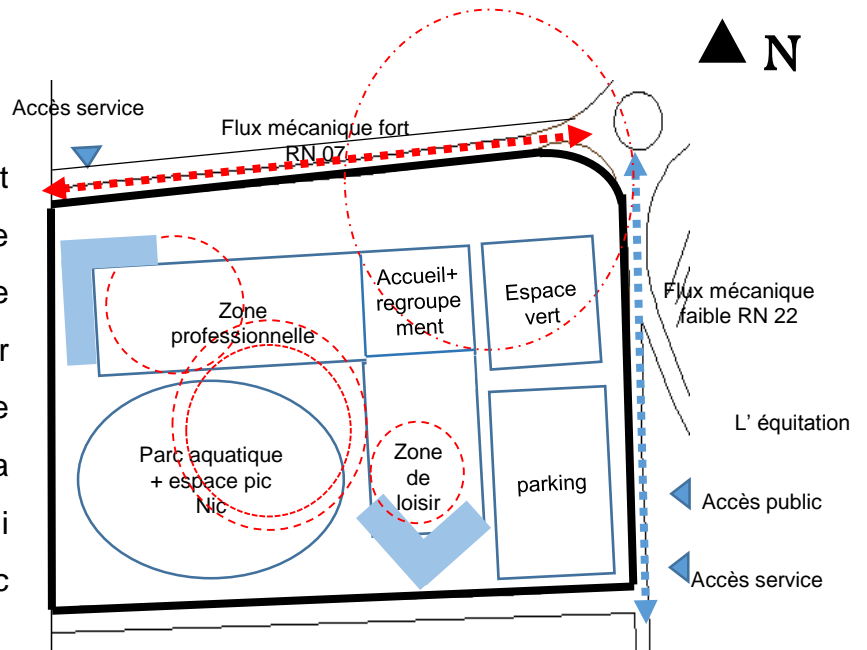 N
Accès service
Flux mécanique fort
RN 07
t
e
e
r
e
a
i
c
Accueil+
regroupe
ment
Espace
vert
Zone
professionnelle
Flux mécanique
faible RN 22
L' équitation
Parc aquatique
+ espace pic
Nic
Zone
de
loisir
parking
Accès public
Accès service